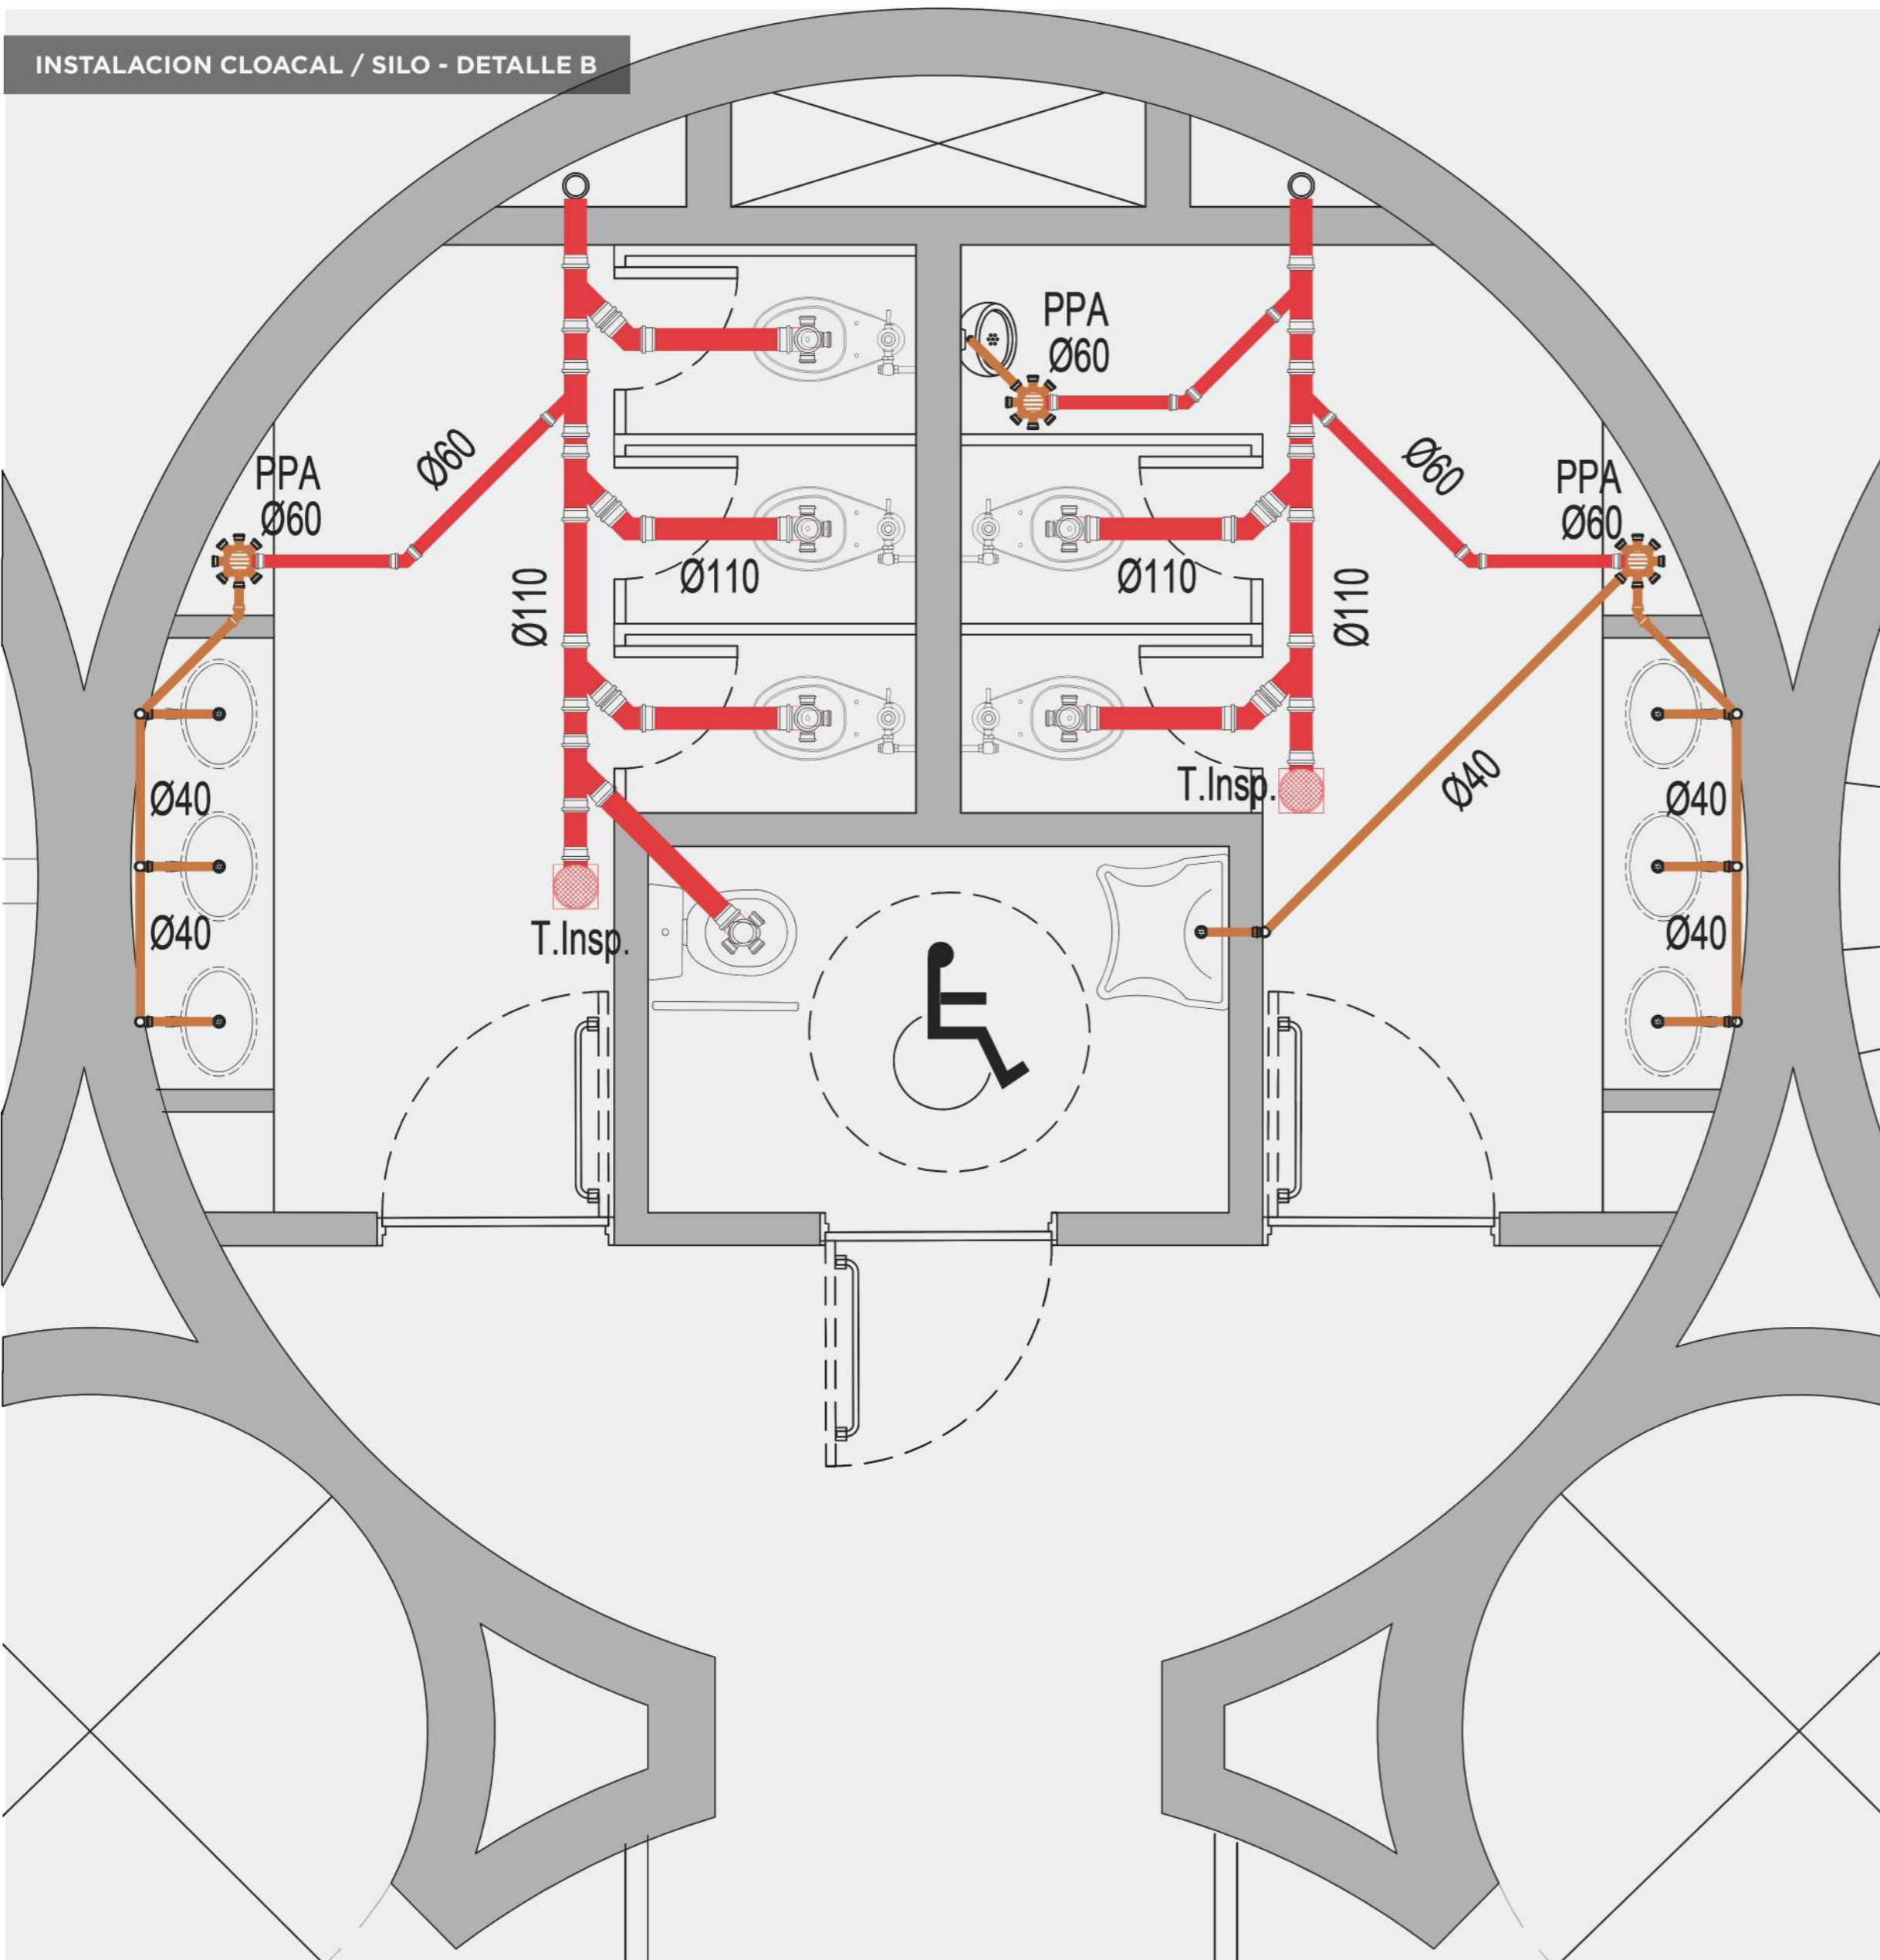 INSTALACION CLOACAL / SILO - DETALLE B
PPA
Ø60
PPA
Ø60
Ø60
Ø60
PPA
Ø60
Ø110
Ø110
Ø110
Ø110
T.Insp.
Ø40
Ø40
Ø40
Ø40
T.Insp.
Ø40